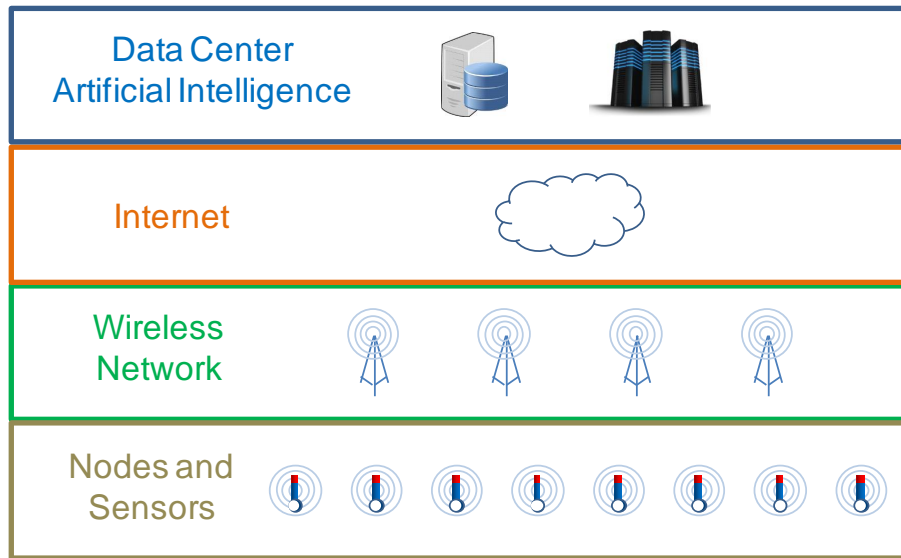 Data Center
Artificial Intelligence
Internet
Wireless
Network
Nodes and
Sensors